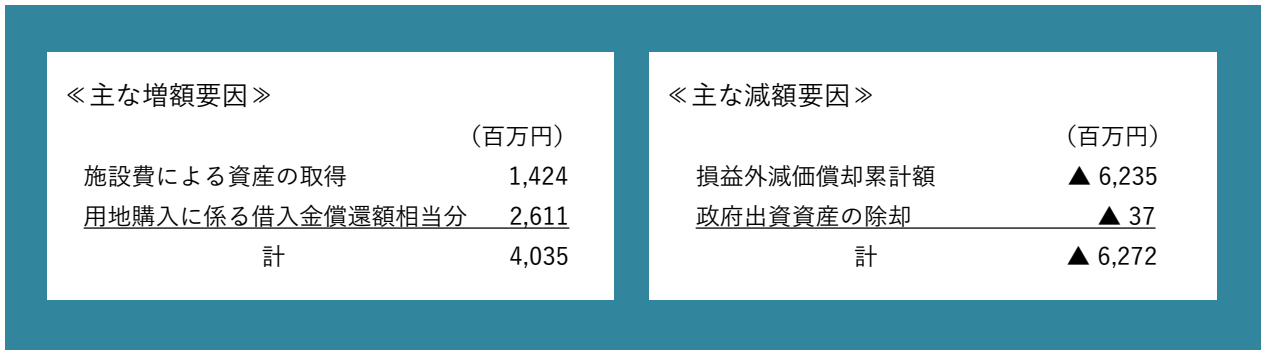 ≪主な増額要因≫
（百万円）
施設費による資産の取得 1,424
用地購入に係る借入金償還額相当分 2,611
計 4,035
≪主な減額要因≫
（百万円）
損益外減価償却累計額 ▲ 6,235
政府出資資産の除却 ▲ 37
計 ▲ 6,272